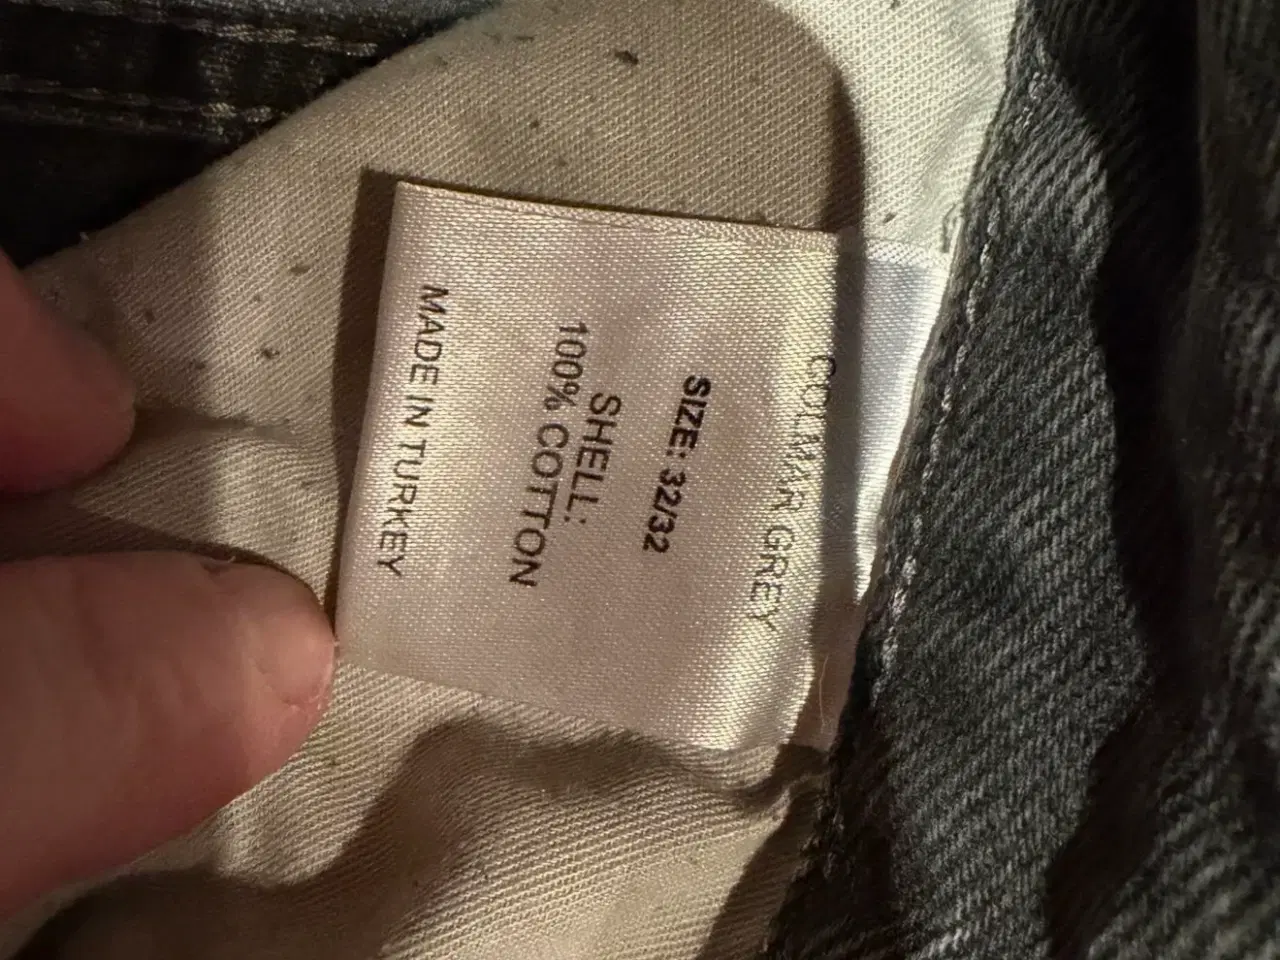 COLMAR GREY
SIZE: 32/32
SHELL:
100% COTTON
MADE IN TURKEY